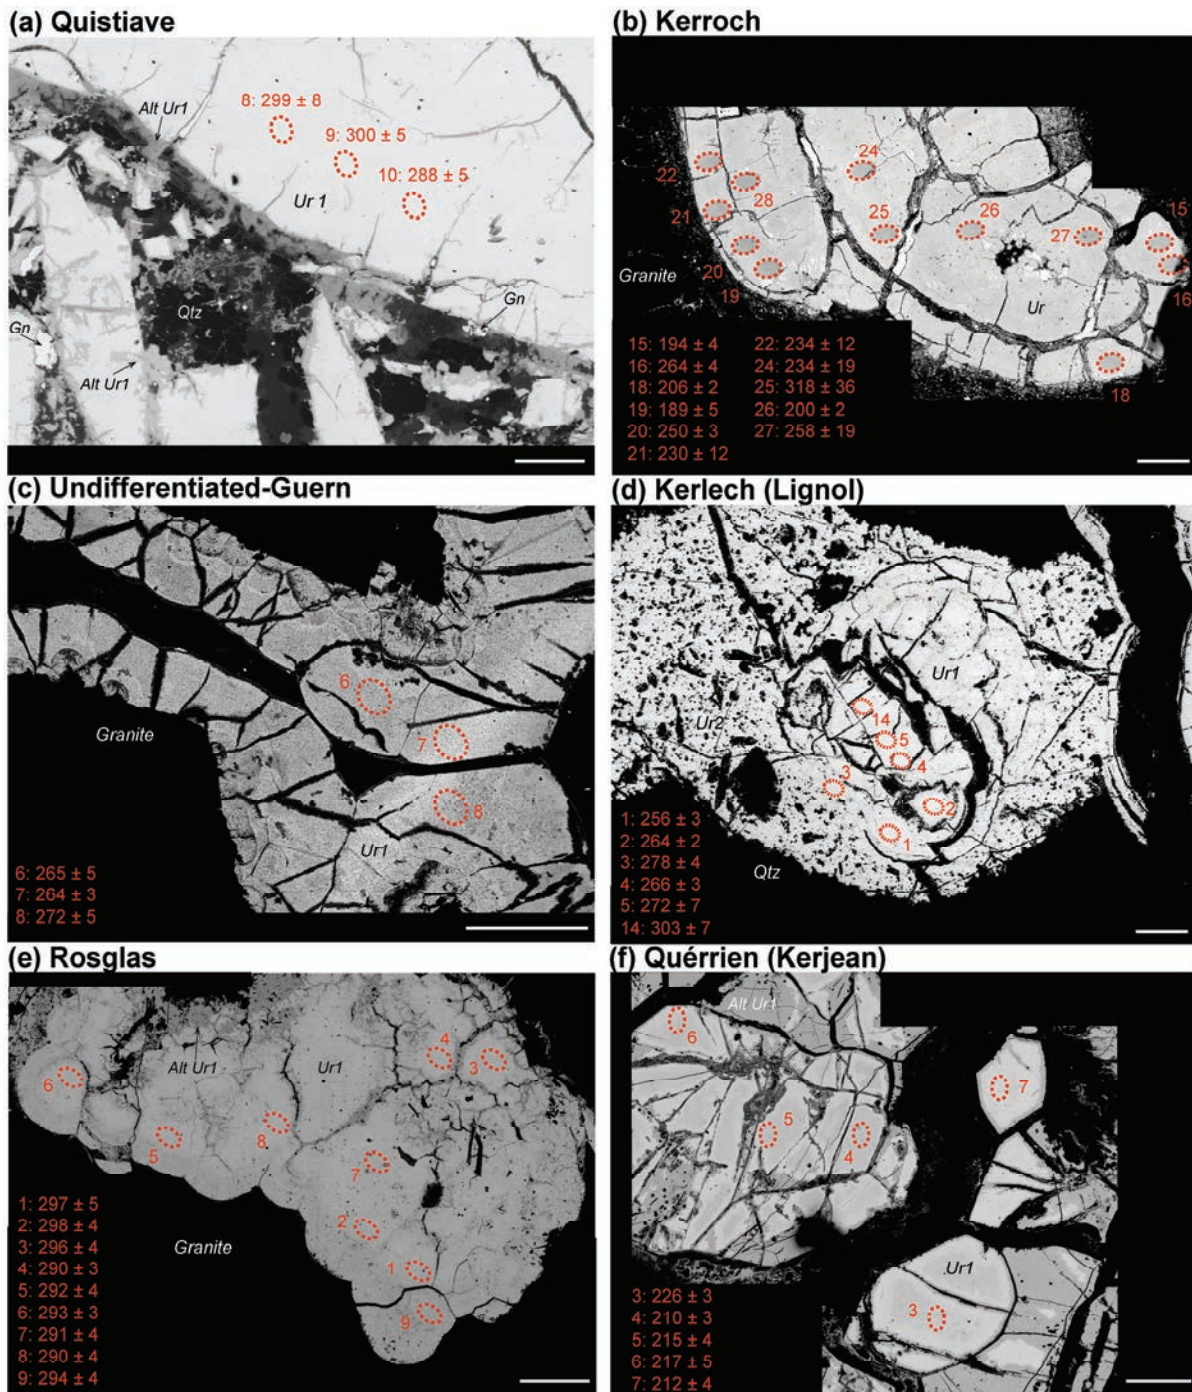 (a) Quistiave
Alt Ur1
8: 299 ± 8
9: 300 ± 5
10: 288 ± 5
Ur 1
Qtz
Gn
Gn
Alt Ur1
(b) Kerroch
24
22
28
15
21
25
26
27
Granite
20
19
Ur
16
18
15: 194 ± 4
16: 264 ± 4
18: 206 ± 2
19: 189 ± 5
20: 250 ± 3
21: 230 ± 12
22: 234 ± 12
24: 234 ± 19
25: 318 ± 36
26: 200 ± 2
27: 258 ± 19
(c) Undifferentiated-Guern
6
Granite
7
8
Ur1
6: 265 ± 5
7: 264 ± 3
8: 272 ± 5
(d) Kerlech (Lignol)
Ur1
Ur2
14
5
4
3
2
1
Qtz
1: 256 ± 3
2: 264 ± 2
3: 278 ± 4
4: 266 ± 3
5: 272 ± 7
14: 303 ± 7
(e) Rosglas
Alt Ur1
Ur1
4
3
6
5
8
7
2
1
9
Granite
1: 297 ± 5
2: 298 ± 4
3: 296 ± 4
4: 290 ± 3
5: 292 ± 4
6: 293 ± 3
7: 291 ± 4
8: 290 ± 4
9: 294 ± 4
(f) Quérrien (Kerjean)
Alt Ur1
6
7
5
4
Ur1
3
3: 226 ± 3
4: 210 ± 3
5: 215 ± 4
6: 217 ± 5
7: 212 ± 4